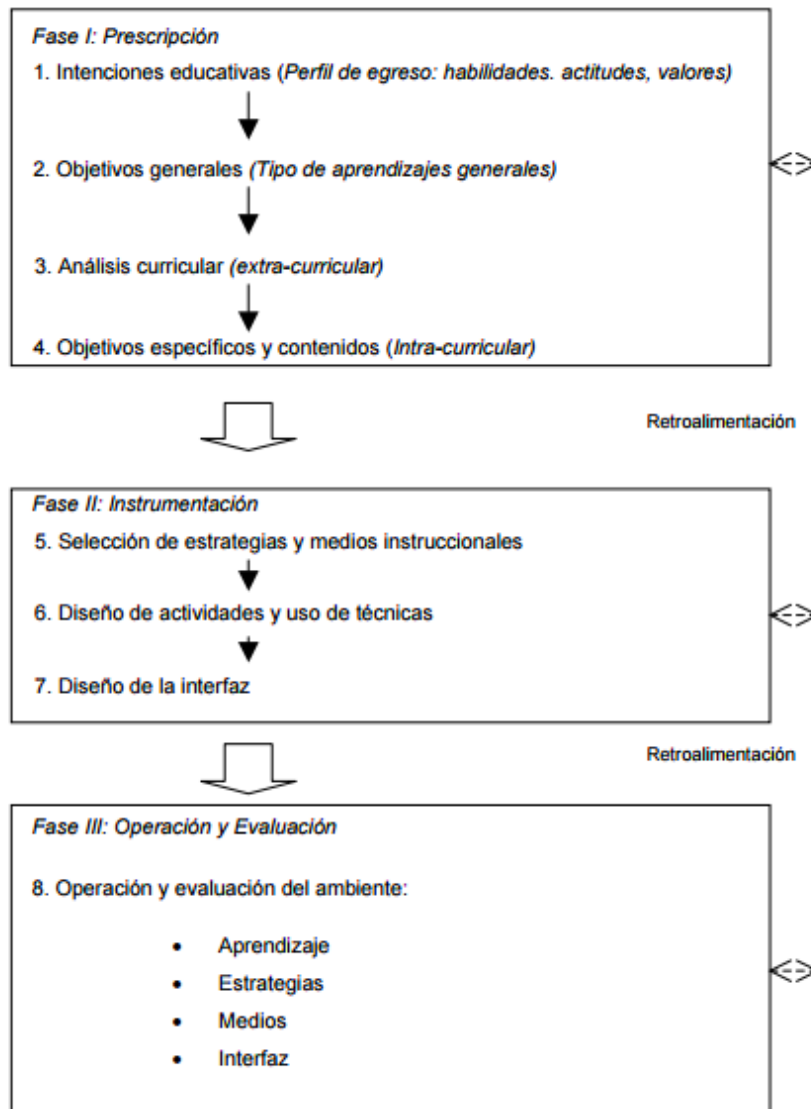 Fase I: Prescripción
1. Intenciones educativas (Perfil de egreso: habilidades. actitudes, valores)
2. Objetivos generales (Tipo de aprendizajes generales)
3. Análisis curricular (extra-curricular)
4. Objetivos específicos y contenidos (Intra-curricular)
Retroalimentación
Fase II: Instrumentación
5. Selección de estrategias y medios instruccionales
6. Diseño de actividades y uso de técnicas
7. Diseño de la interfaz
Retroalimentación
Fase III: Operación y Evaluación
8. Operación y evaluación del ambiente:
• Aprendizaje
• Estrategias
• Medios
• Interfaz